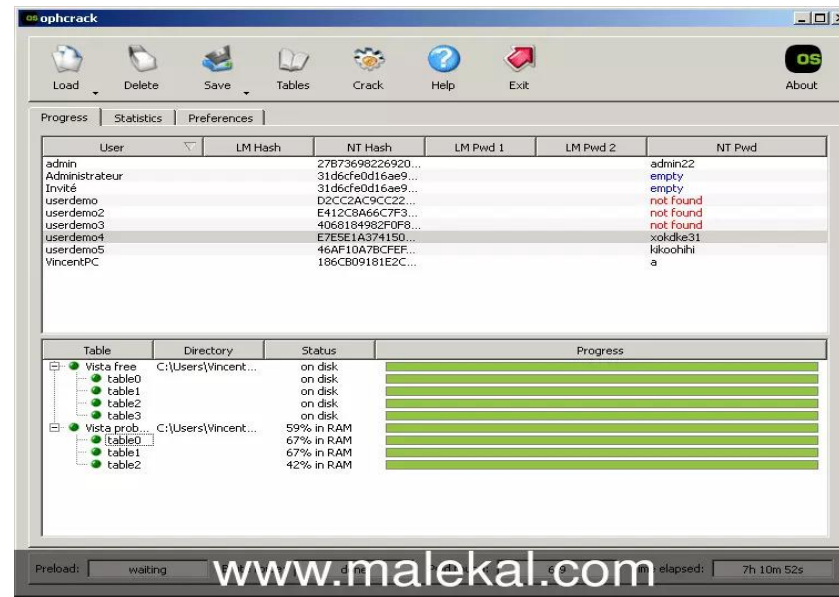 OS ophcrack
Load Delete Save Tables Crack Help Exit OS About
Progress Statistics Preferences
User LM Hash NT Hash LM Pwd 1 LM Pwd 2 NT Pwd
admin 27B73698226920... admin22
Administrateur 31d6cfe0d16ae9... empty
Invité 31d6cfe0d16ae9... empty
userdemo D2CC2AC9CC22... not found
userdemo2 E412C8A66C7F3... not found
userdemo3 4068184982F0F8... not found
userdemo4 E7E5E1A374150... xokdke31
userdemo5 46AF10A7BCFEF... kikoohihi
VincentPC 186CB09181E2C... a
Table Directory Status Progress
Vista free C:\Users\Vincent... on disk
table0 on disk
table1 on disk
table2 on disk
table3 on disk
Vista prob... C:\Users\Vincent... 59% in RAM
table0 67% in RAM
table1 67% in RAM
table2 42% in RAM
Preload: waiting elapsed: 7h 10m 52s
www.malekal.com